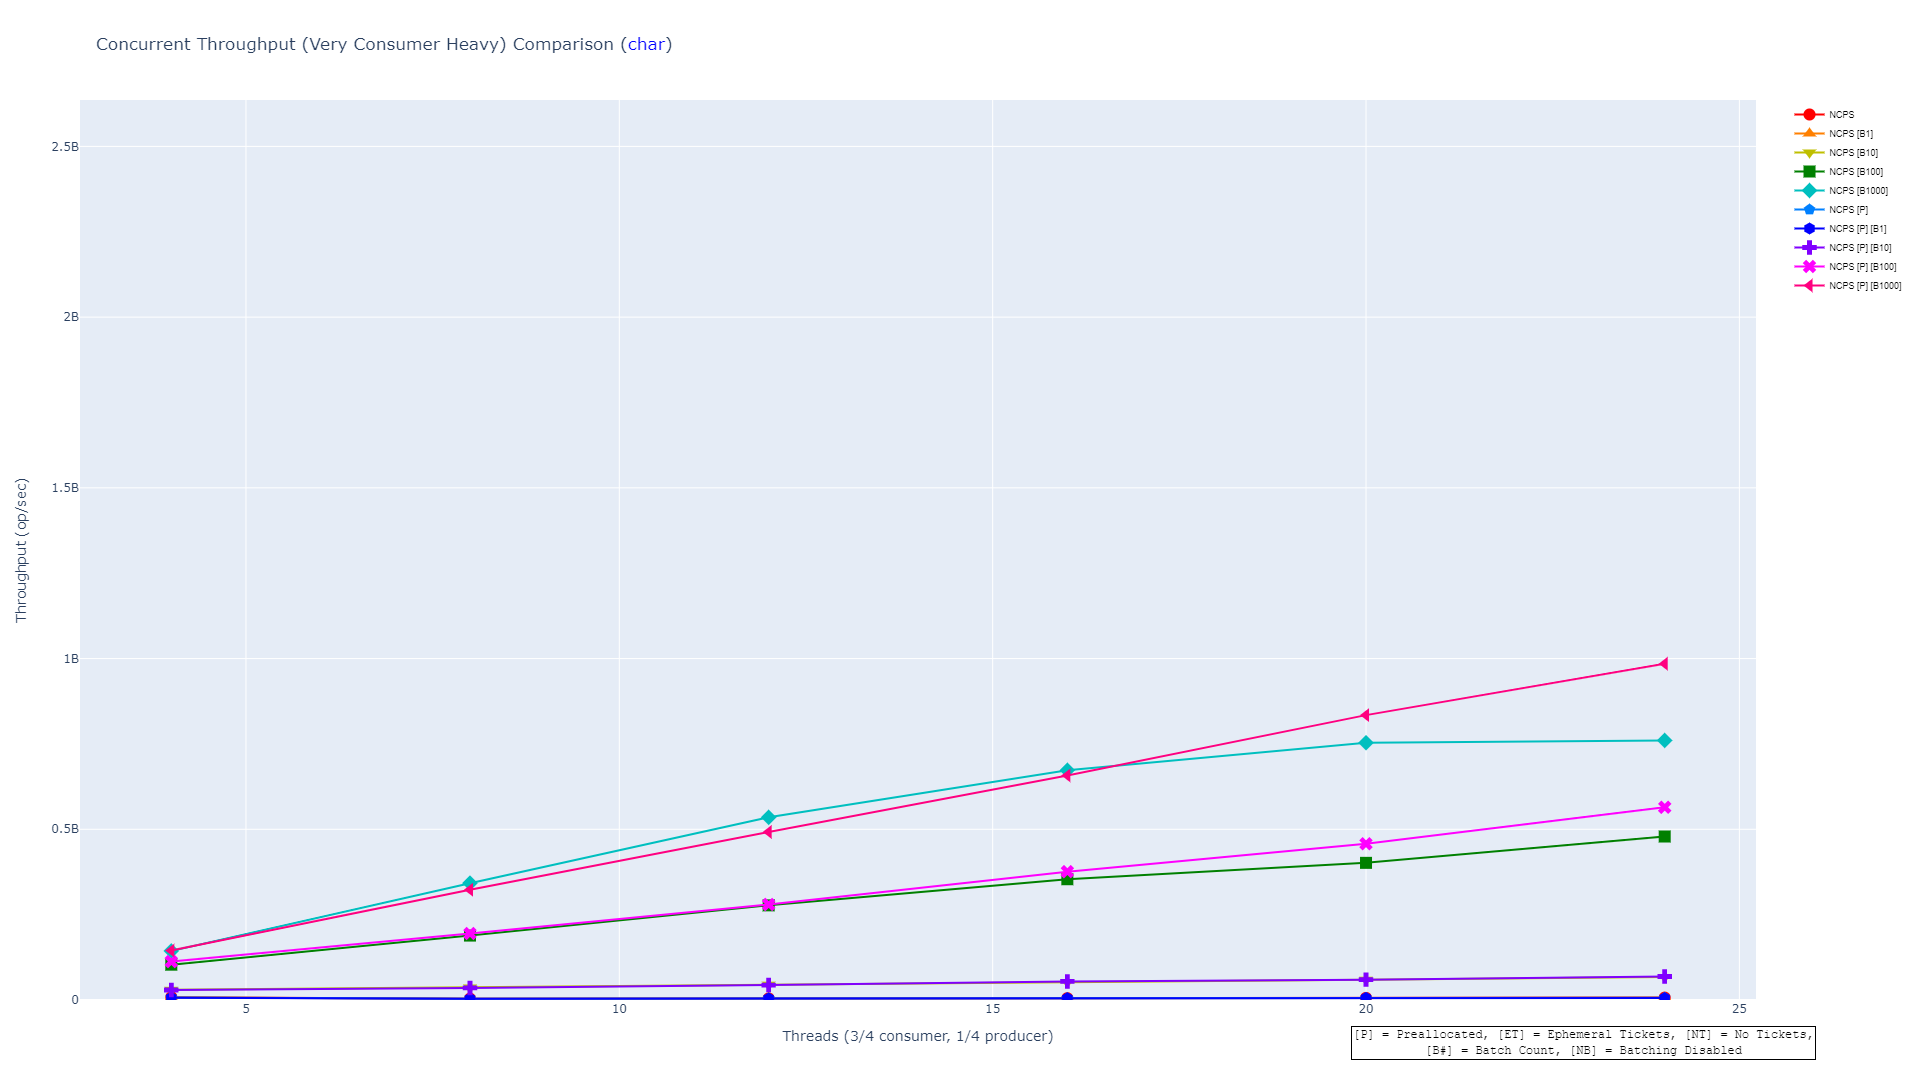 Concurrent Throughput (Very Consumer Heavy) Comparison (char)
2.5B
2B
1.5B
1B
0.5B
0
Throughput (op/sec)
5
10
15
20
25
Threads (3/4 consumer, 1/4 producer)
NCPS
NCPS [B1]
NCPS [B10]
NCPS [B100]
NCPS [B1000]
NCPS [P]
NCPS [P] [B1]
NCPS [P] [B10]
NCPS [P] [B100]
NCPS [P] [B1000]
[P] = Preallocated, [ET] = Ephemeral Tickets, [NT] = No Tickets,
[B#] = Batch Count, [NB] = Batching Disabled